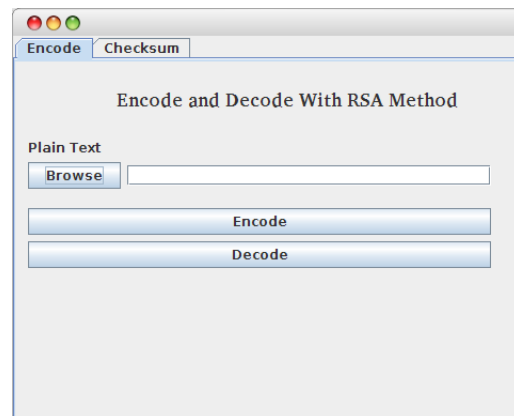 Encode Checksum
Encode and Decode With RSA Method
Plain Text
Browse
Encode
Decode